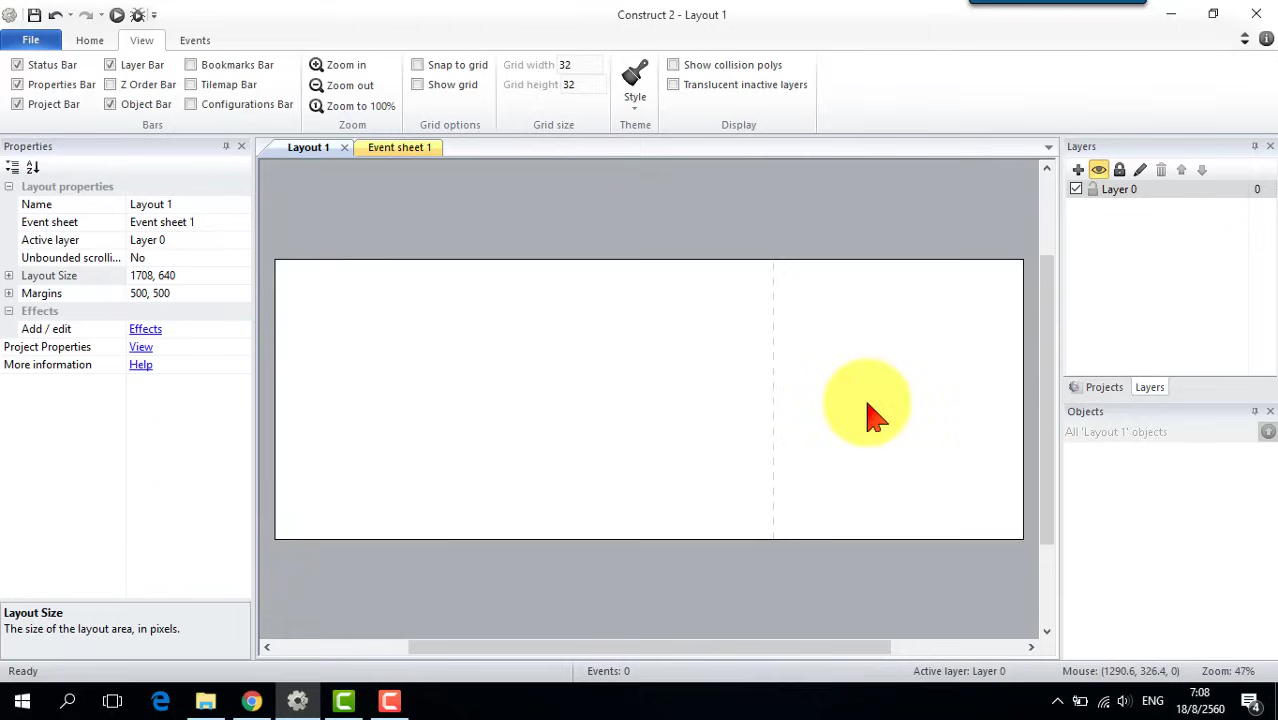 Construct 2 - Layout 1
File Home View Events
Status Bar Layer Bar Bookmarks Bar Zoom in Snap to grid Grid width 32 Show collision polys
Properties Bar Z Order Bar Tilemap Bar Zoom out Show grid Grid height 32 Style Translucent inactive layers
Project Bar Object Bar Configurations Bar Zoom to 100%
Bars Zoom Grid options Grid size Theme Display
Properties Layout 1 Event sheet 1 Layers
Layout properties
Name Layout 1
Event sheet Event sheet 1
Active layer Layer 0
Unbounded scrolli... No
Layout Size 1708, 640
Margins 500, 500
Effects
Add / edit Effects
Project Properties View
More information Help
Layer 0 0
Projects Layers
Objects
All 'Layout 1' objects
Layout Size
The size of the layout area, in pixels.
Ready Events: 0 Active layer: Layer 0 Mouse: (1290.6, 326.4, 0) Zoom: 47%
ENG 7:08
18/8/2560
4